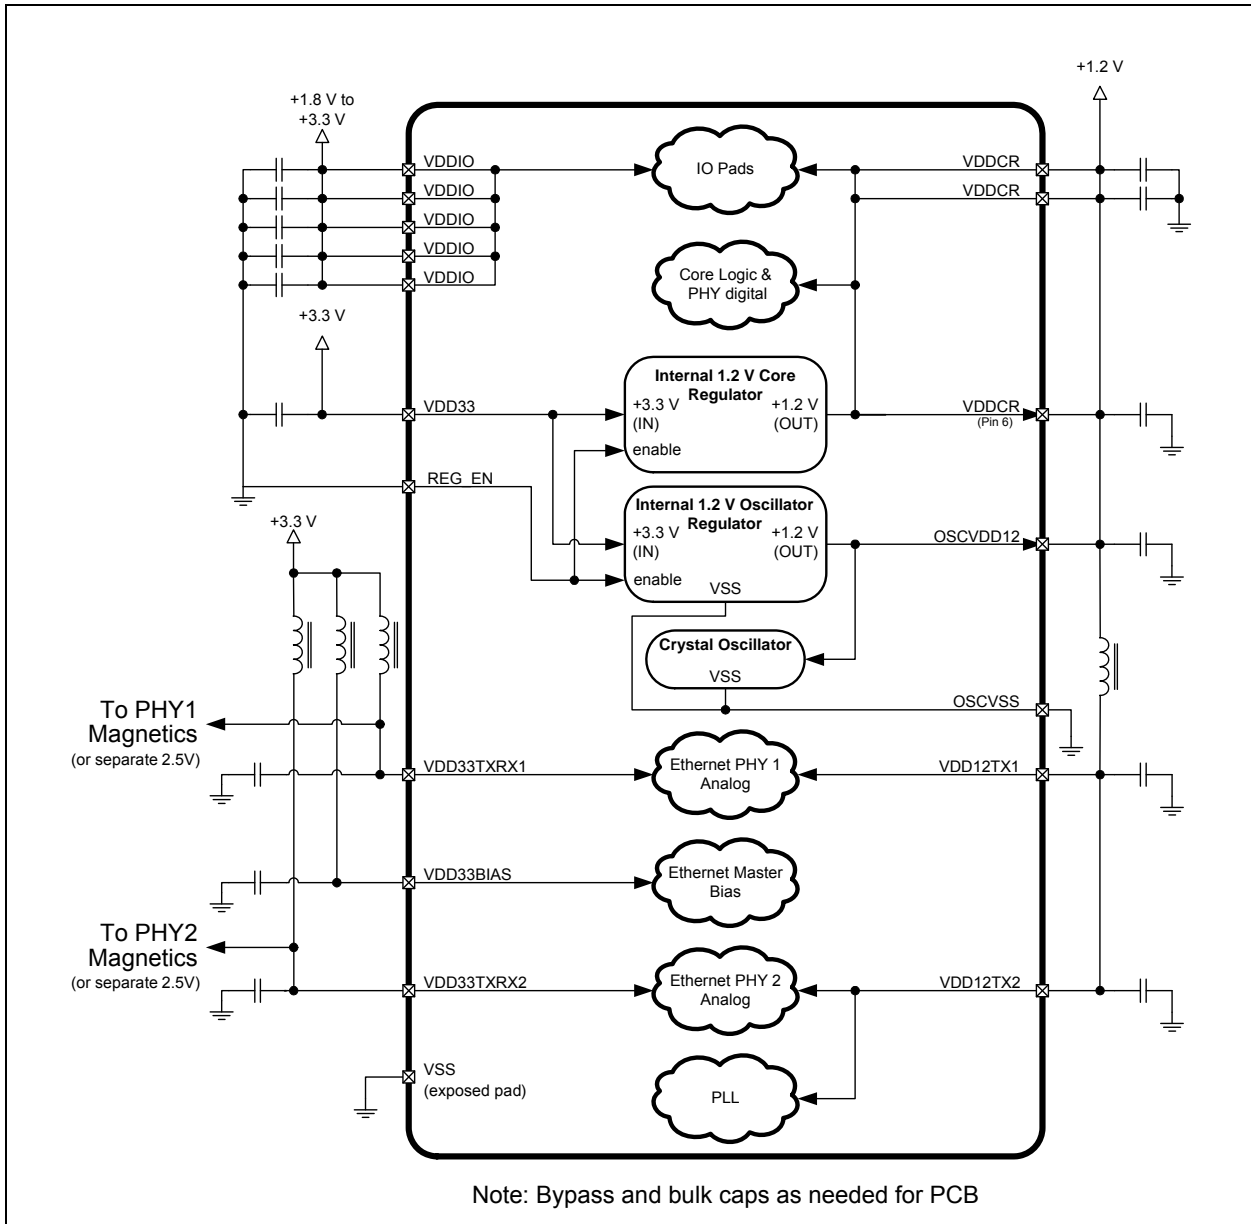 +1.2 V
+1.8 V to
+3.3 V
VDDIO
IO Pads
VDDCR
VDDIO
VDDCR
VDDIO
VDDIO
VDDIO
Core Logic &
PHY digital
+3.3 V
Internal 1.2 V Core
Regulator
+3.3 V
(IN)
+1.2 V
(OUT)
enable
VDD33
VDDCR
(Pin 6)
REG_EN
Internal 1.2 V Oscillator
Regulator
+3.3 V
(IN)
+1.2 V
(OUT)
enable
VSS
OSCVDD12
+3.3 V
Crystal Oscillator
VSS
OSCVSS
To PHY1
Magnetics
(or separate 2.5V)
VDD33TXRX1
Ethernet PHY 1
Analog
VDD12TX1
VDD33BIAS
Ethernet Master
Bias
To PHY2
Magnetics
(or separate 2.5V)
VDD33TXRX2
Ethernet PHY 2
Analog
VDD12TX2
VSS
(exposed pad)
PLL
Note: Bypass and bulk caps as needed for PCB